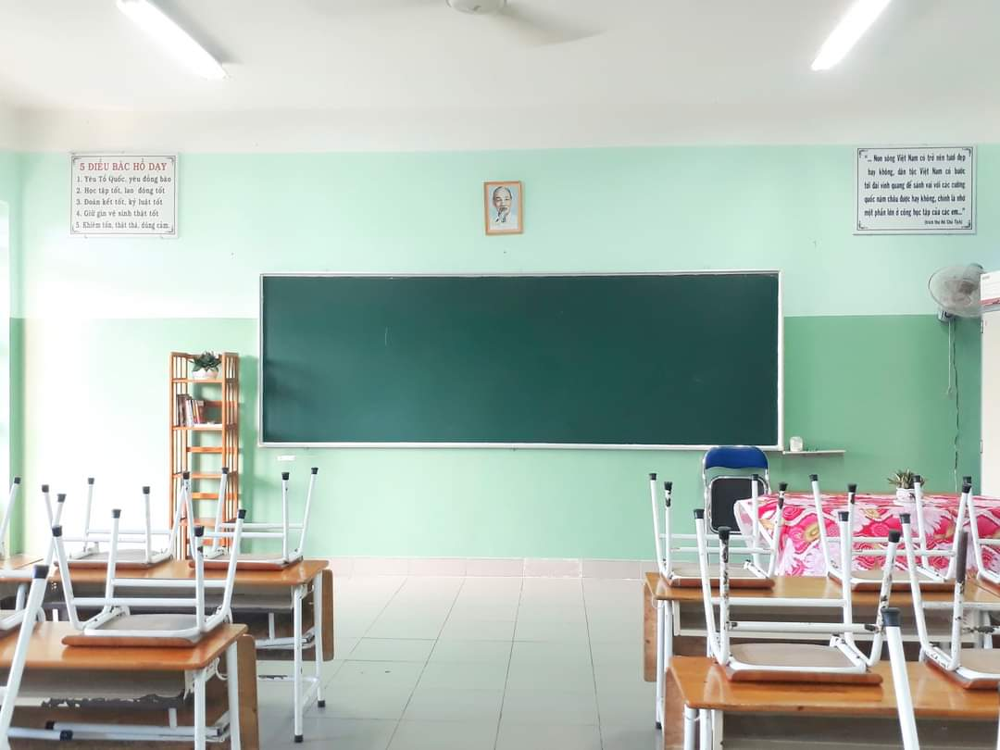 5 ĐIỀU BÁC HỒ DẠY
1. Yêu Tổ Quốc, yêu đồng bào
2. Học tập tốt, lao động tốt
3. Đoàn kết tốt, kỷ luật tốt
4. Giữ gìn vệ sinh thật tốt
5. Khiêm tốn, thật thà, dũng cảm.
"... Non sông Việt Nam có trở nên tươi đẹp
hay không, dân tộc Việt Nam có bước
tới đài vinh quang để sánh vai với các cường
quốc năm châu được hay không, chính là nhờ
một phần lớn ở công học tập của các em..."
(trích thư Hồ Chủ Tịch)